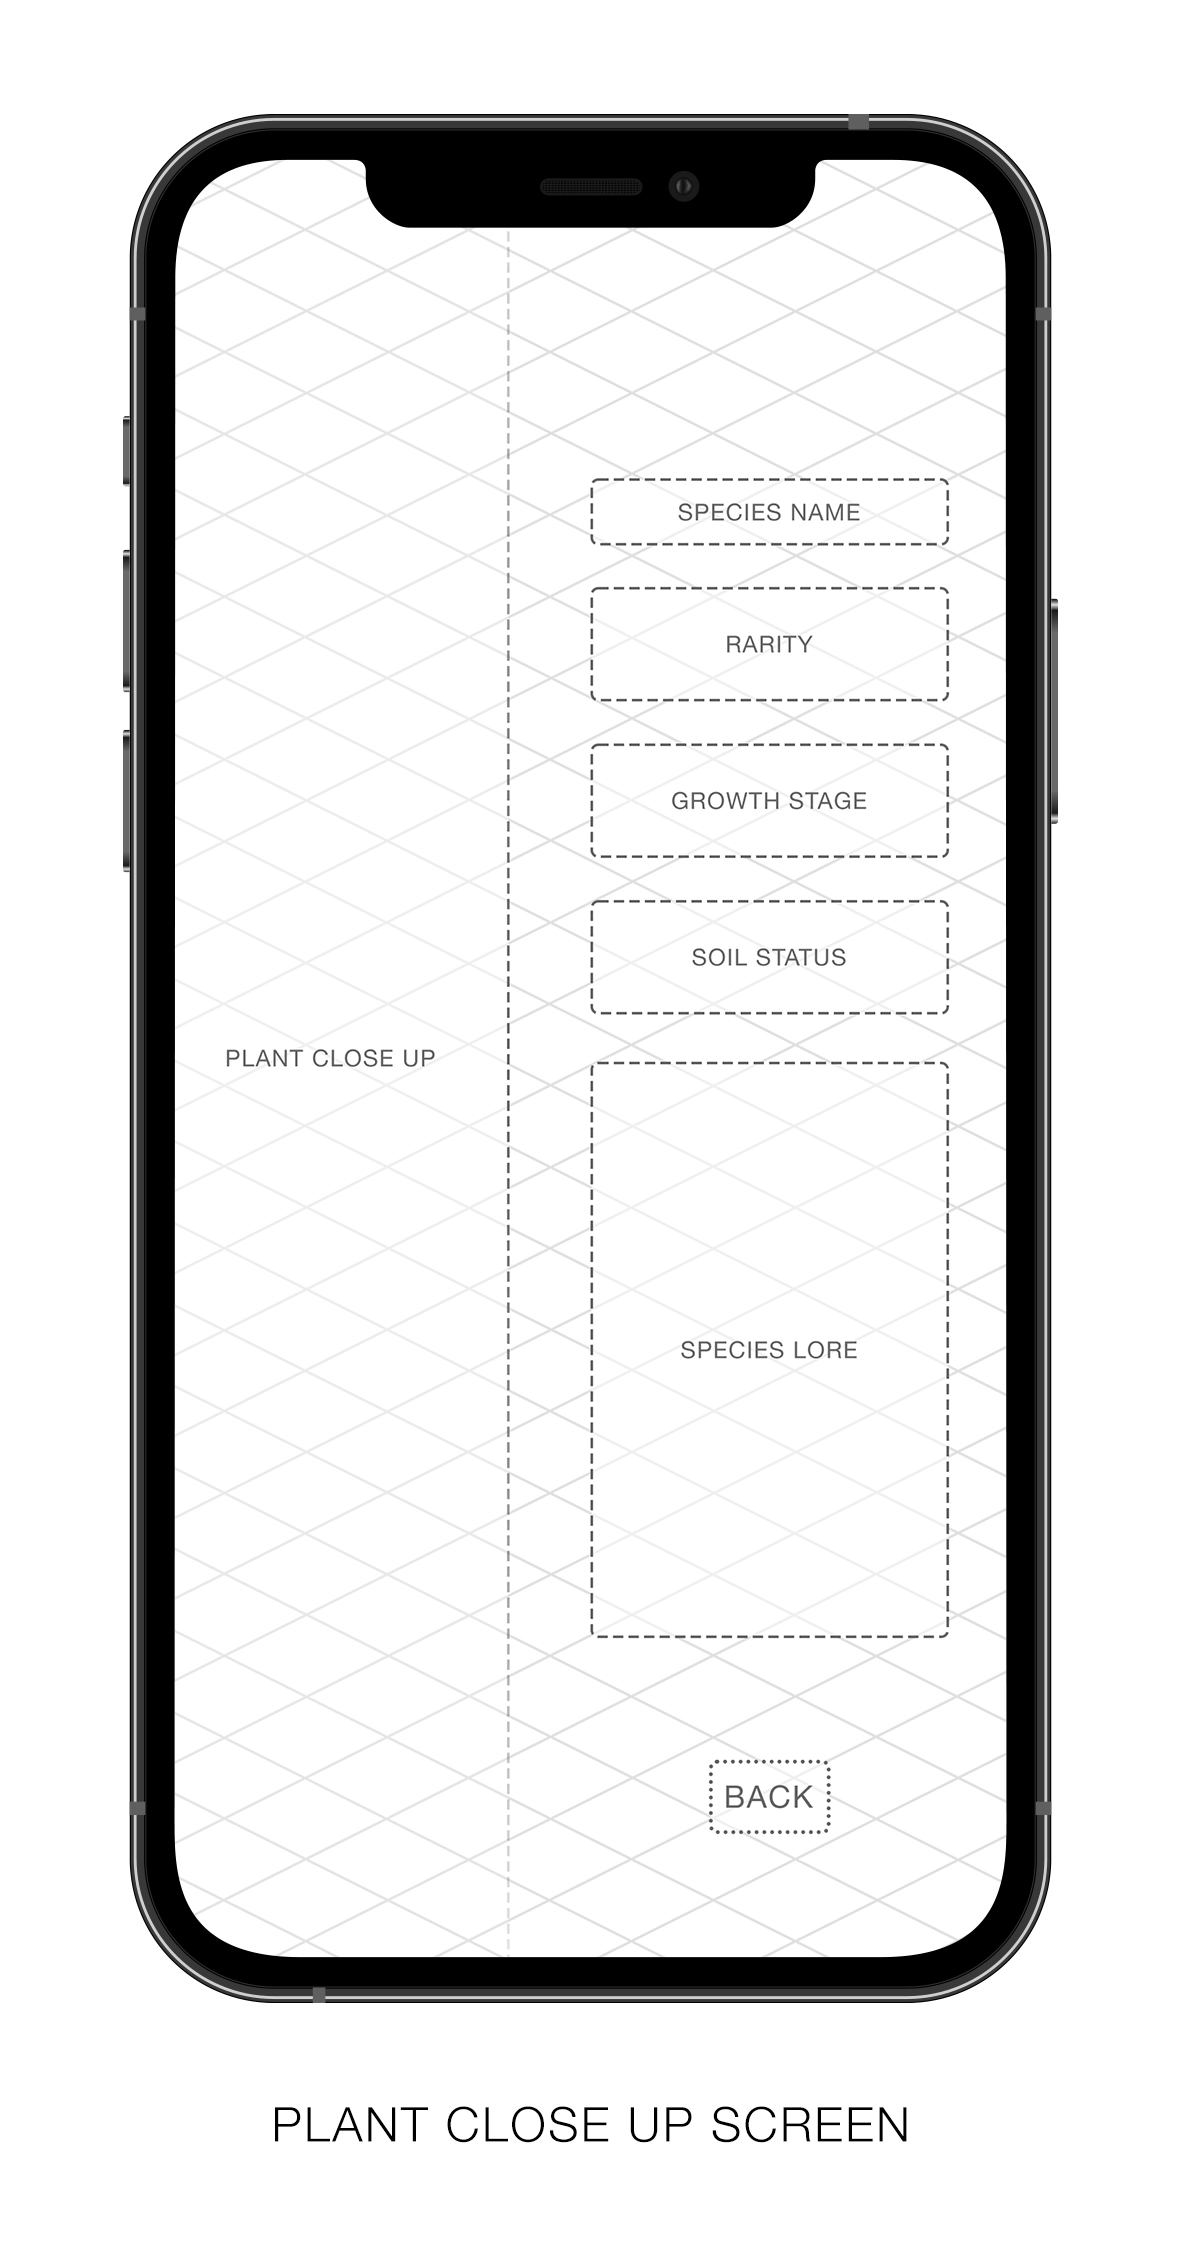 SPECIES NAME
RARITY
GROWTH STAGE
SOIL STATUS
PLANT CLOSE UP
SPECIES LORE
BACK
PLANT CLOSE UP SCREEN